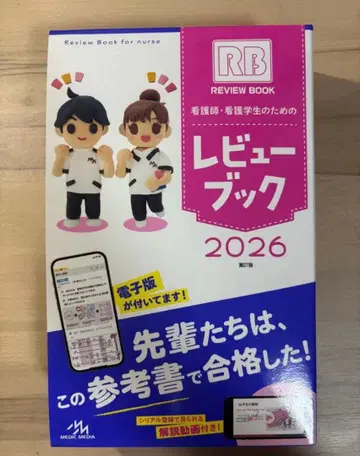 Review Book for nurse
RB
REVIEW BOOK
看護師・看護学生のための
レビュー
ブック
2026
第27版
電子版
が付いてます!
先輩たちは、
この参考書で合格した!
シリアル登録で見られる
解説動画付き!
MEDIC MEDIA